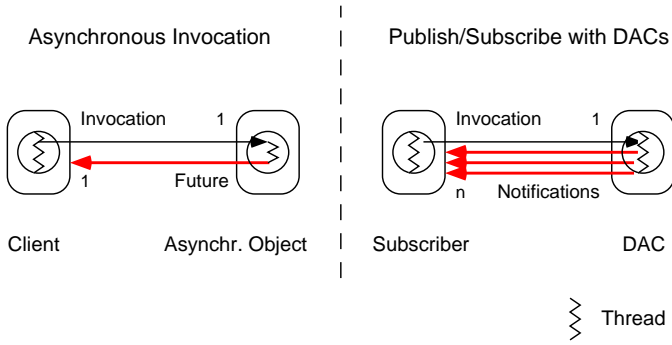 Asynchronous Invocation
Publish/Subscribe with DACs
Invocation 1
Invocation 1
1 Future
n Notifications
Client
Asynchr. Object
Subscriber
DAC
Thread